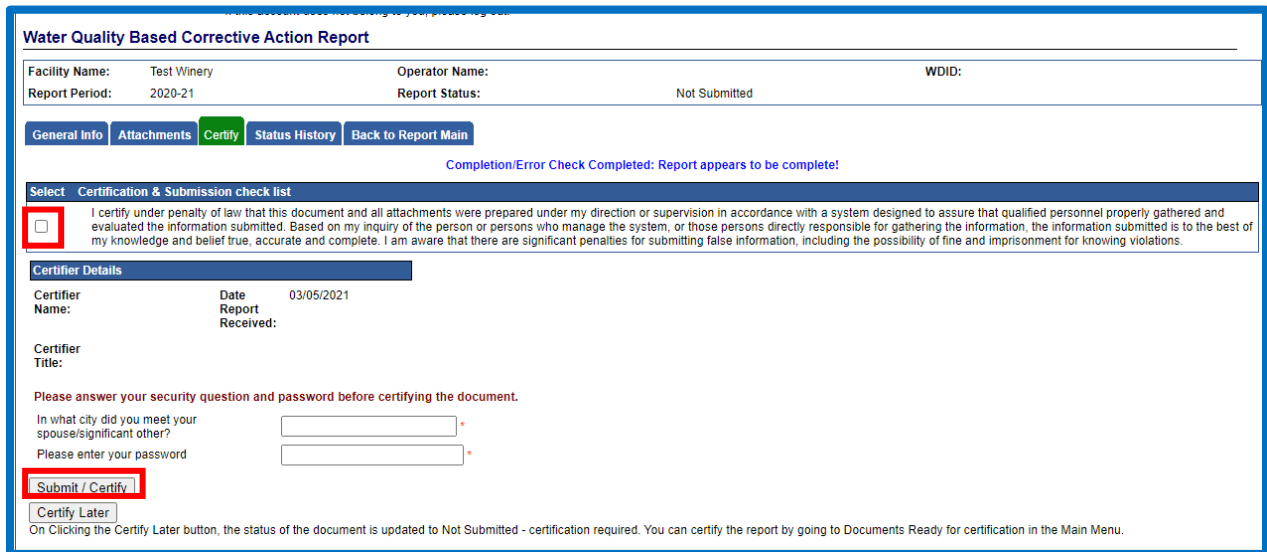 If this account does not belong to you, please log out.
Water Quality Based Corrective Action Report
Facility Name: Test Winery Operator Name: WDID:
Report Period: 2020-21 Report Status: Not Submitted
General Info Attachments Certify Status History Back to Report Main
Completion/Error Check Completed: Report appears to be complete!
Select Certification & Submission check list
I certify under penalty of law that this document and all attachments were prepared under my direction or supervision in accordance with a system designed to assure that qualified personnel properly gathered and
evaluated the information submitted. Based on my inquiry of the person or persons who manage the system, or those persons directly responsible for gathering the information, the information submitted is to the best of
my knowledge and belief true, accurate and complete. I am aware that there are significant penalties for submitting false information, including the possibility of fine and imprisonment for knowing violations.
Certifier Details
Certifier Date 03/05/2021
Name: Report
Received:
Certifier
Title:
Please answer your security question and password before certifying the document.
In what city did you meet your
spouse/significant other? *
Please enter your password *
Submit / Certify
Certify Later
On Clicking the Certify Later button, the status of the document is updated to Not Submitted - certification required. You can certify the report by going to Documents Ready for certification in the Main Menu.